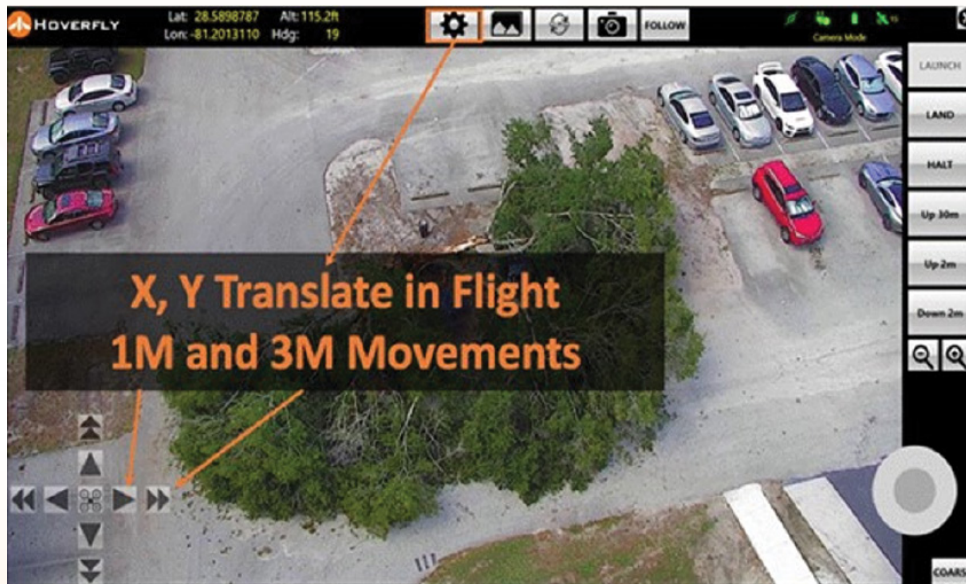 HOVERFLY
Lat: 28.5898787 Alt: 115.2ft
Lon: -81.2013110 Hdg: 19
FOLLOW
Camera Mode
LAUNCH
LAND
HALT
Up 30m
Up 2m
Down 2m
X, Y Translate in Flight
1M and 3M Movements
COARS